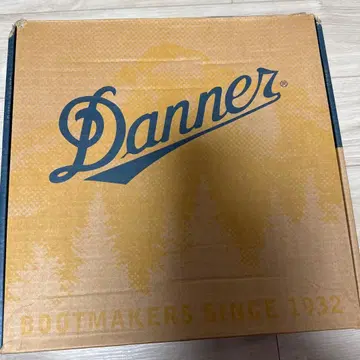 Danner®
BOOTMAKERS SINCE 1932